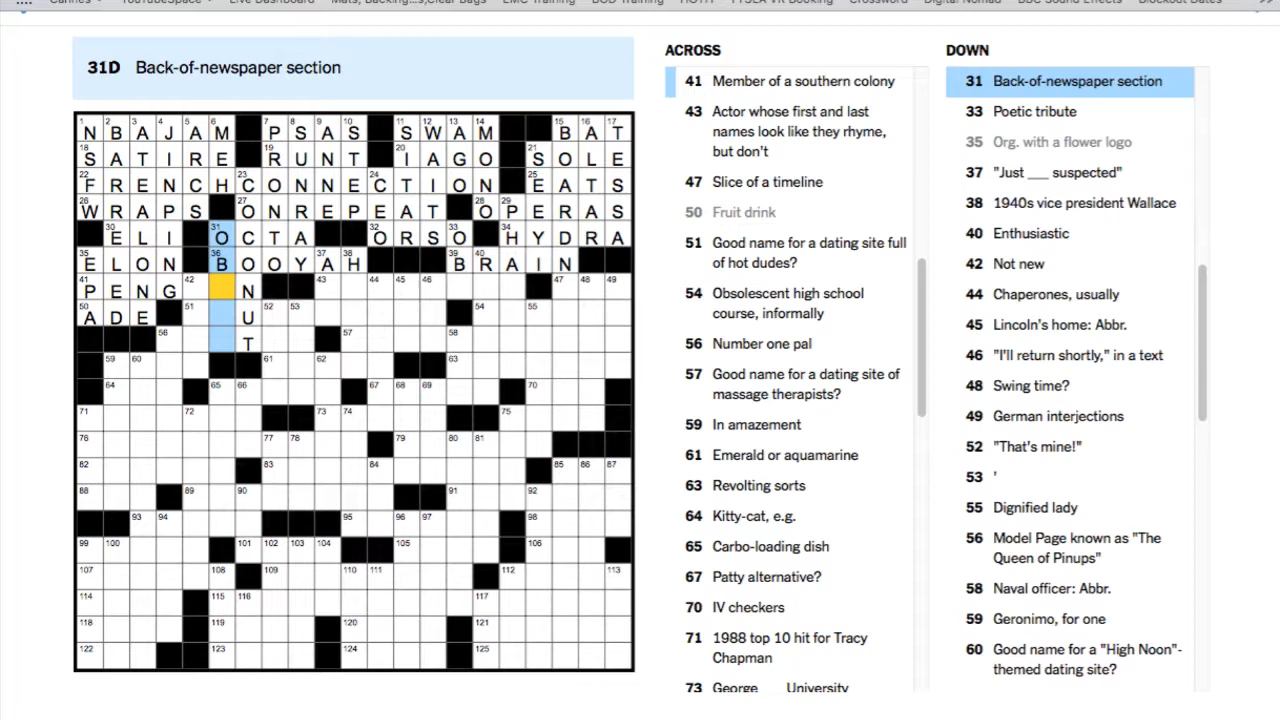 31D Back-of-newspaper section
ACROSS
41 Member of a southern colony
43 Actor whose first and last
names look like they rhyme,
but don't
47 Slice of a timeline
50 Fruit drink
51 Good name for a dating site full
of hot dudes?
54 Obsolescent high school
course, informally
56 Number one pal
57 Good name for a dating site of
massage therapists?
59 In amazement
61 Emerald or aquamarine
63 Revolting sorts
64 Kitty-cat, e.g.
65 Carbo-loading dish
67 Patty alternative?
70 IV checkers
71 1988 top 10 hit for Tracy
Chapman
73 George ___ University
DOWN
31 Back-of-newspaper section
33 Poetic tribute
35 Org. with a flower logo
37 "Just ___ suspected"
38 1940s vice president Wallace
40 Enthusiastic
42 Not new
44 Chaperones, usually
45 Lincoln's home: Abbr.
46 "I'll return shortly," in a text
48 Swing time?
49 German interjections
52 "That's mine!"
53 '
55 Dignified lady
56 Model Page known as "The
Queen of Pinups"
58 Naval officer: Abbr.
59 Geronimo, for one
60 Good name for a "High Noon"-
themed dating site?
N B A J A M P S A S S W A M B A T
S A T I R E R U N T I A G O S O L E
F R E N C H C O N N E C T I O N E A T S
W R A P S O N R E P E A T O P E R A S
E L I O C T A O R S O H Y D R A
E L O N B O O Y A H B R A I N
P E N G N
A D E U
T